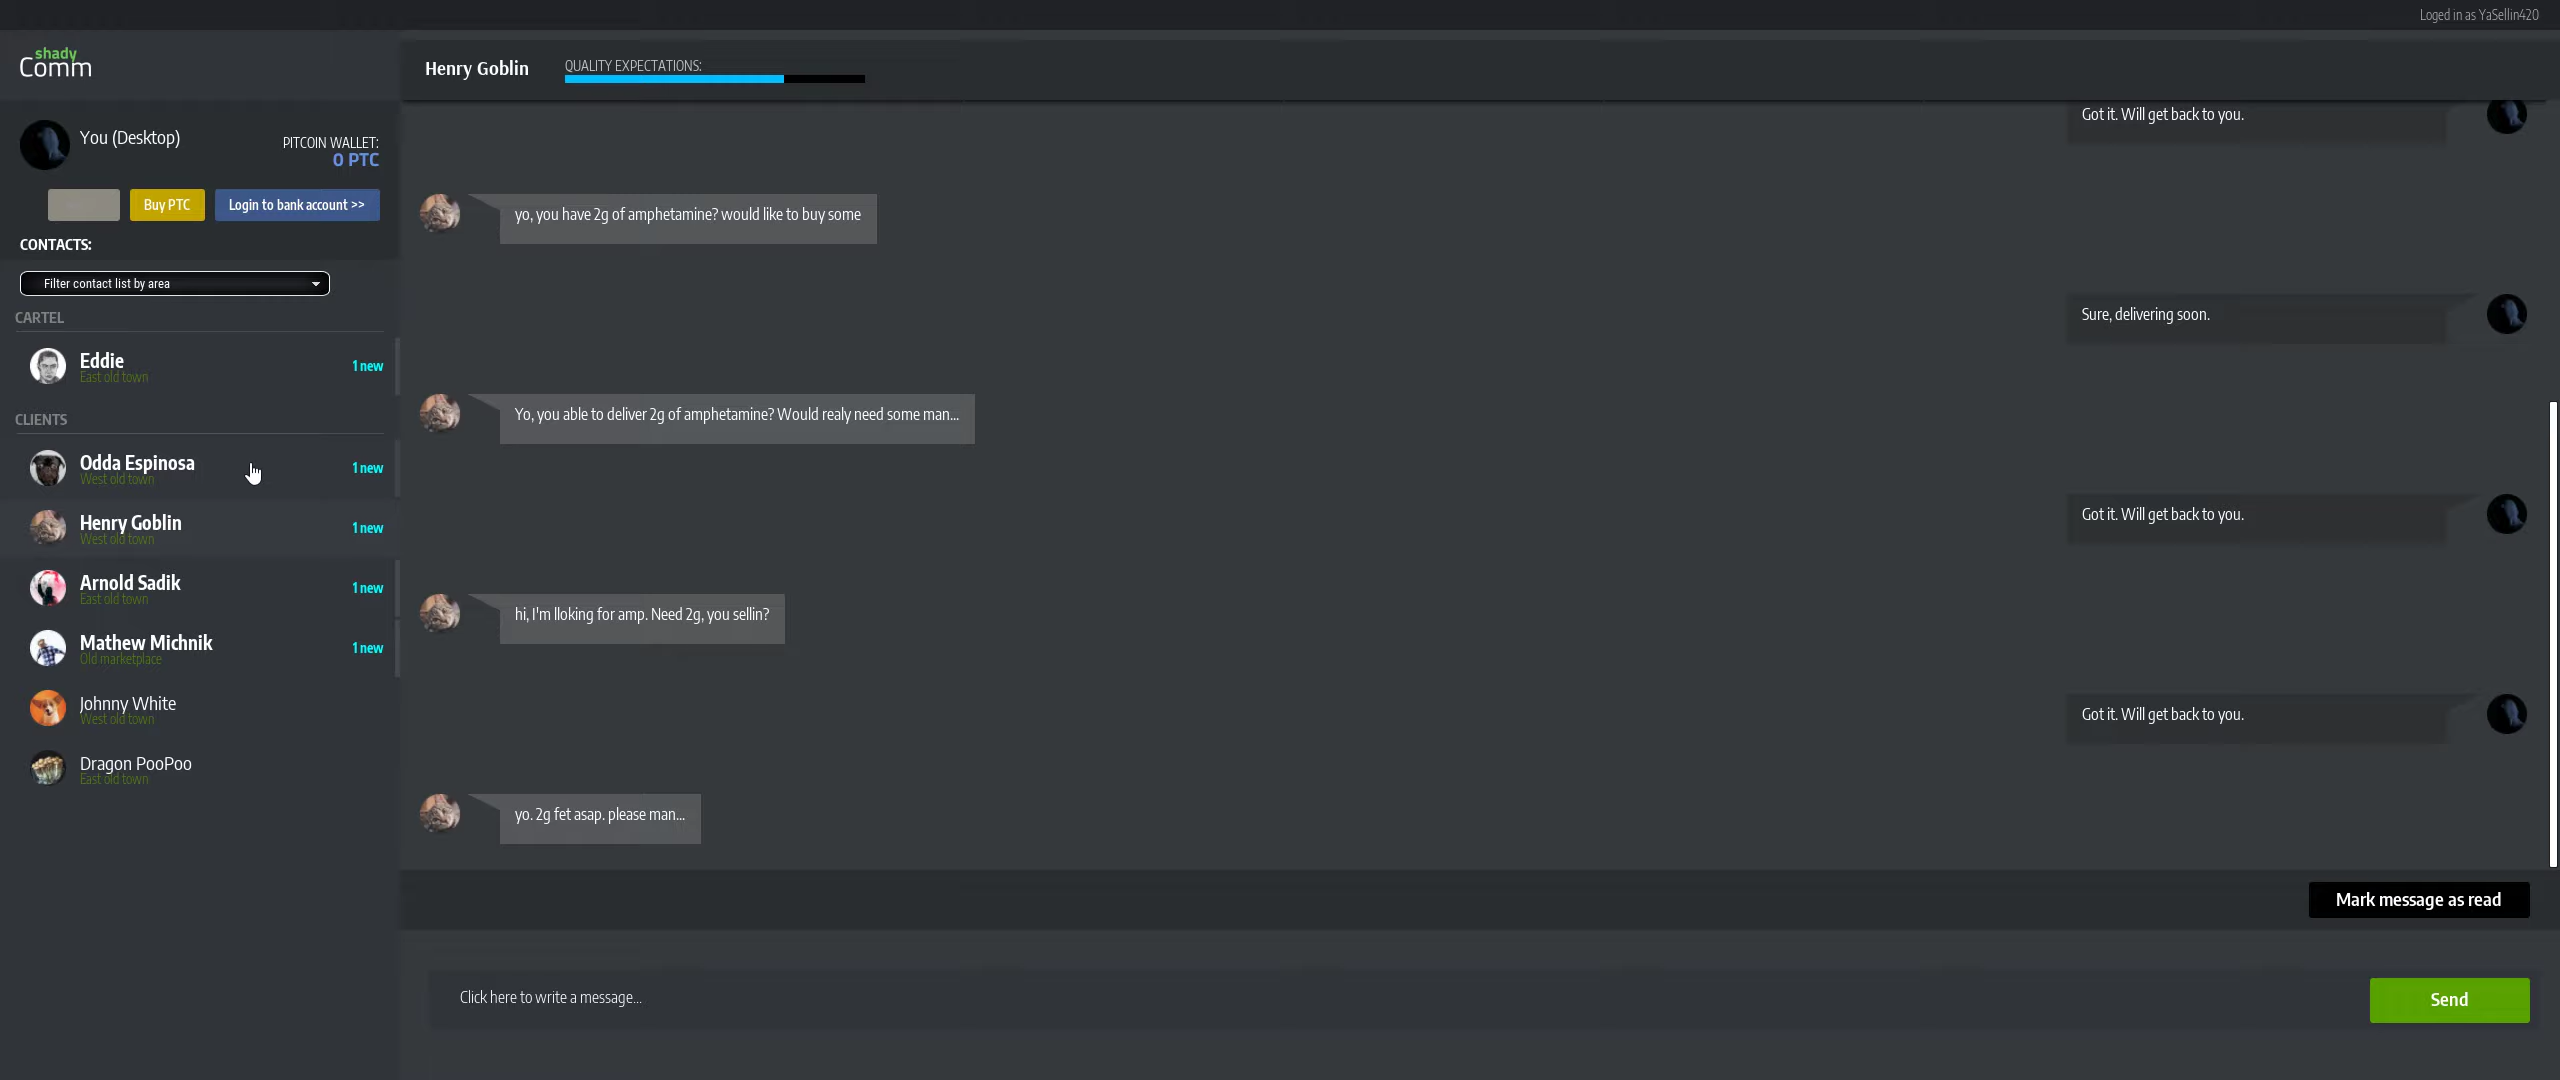 Loged in as YaSellin420
shady
Comm
Henry Goblin
QUALITY EXPECTATIONS:
You (Desktop)
PITCOIN WALLET:
0 PTC
Buy PTC
Login to bank account >>
CONTACTS:
Filter contact list by area
CARTEL
Eddie
East old town
1 new
CLIENTS
Odda Espinosa
West old town
1 new
Henry Goblin
West old town
1 new
Arnold Sadik
East old town
1 new
Mathew Michnik
Old marketplace
1 new
Johnny White
West old town
Dragon PooPoo
East old town
Got it. Will get back to you.
yo, you have 2g of amphetamine? would like to buy some
Sure, delivering soon.
Yo, you able to deliver 2g of amphetamine? Would realy need some man...
Got it. Will get back to you.
hi, I'm lloking for amp. Need 2g, you sellin?
Got it. Will get back to you.
yo. 2g fet asap. please man...
Mark message as read
Click here to write a message...
Send